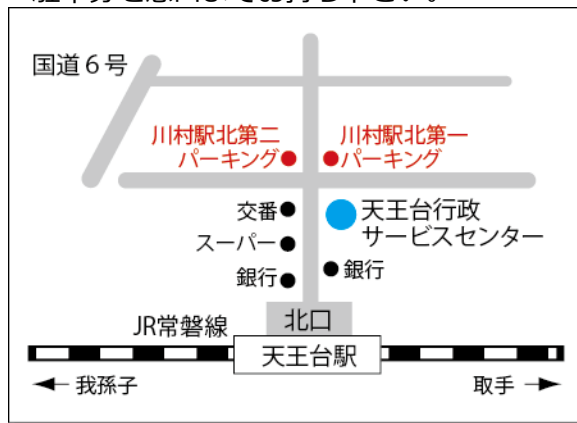 国道6号
川村駅北第二
パーキング
川村駅北第一
パーキング
交番
スーパー
銀行
天王台行政
サービスセンター
銀行
JR常磐線
北口
天王台駅
← 我孫子
取手 →